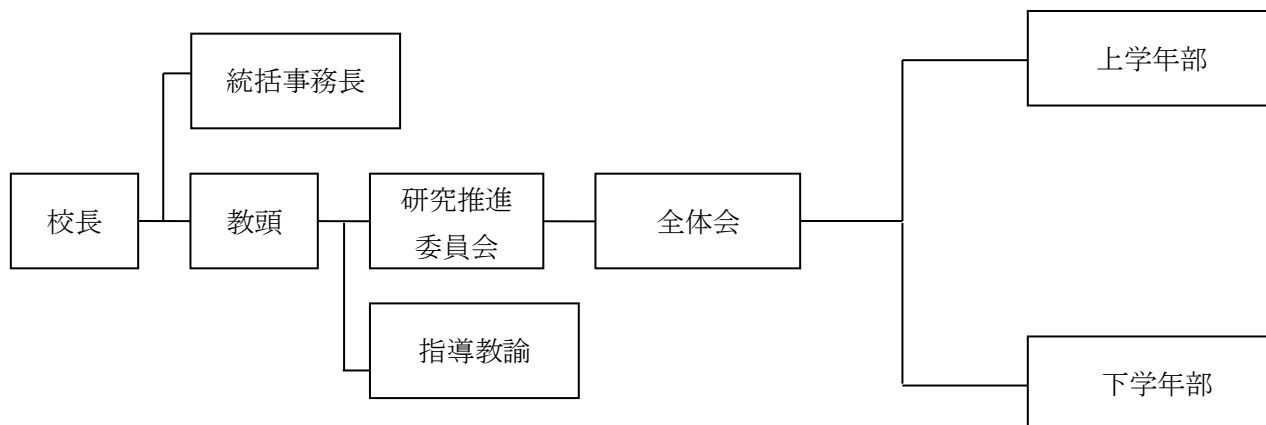 統括事務長
校長
教頭
研究推進
委員会
全体会
指導教諭
上学年部
下学年部